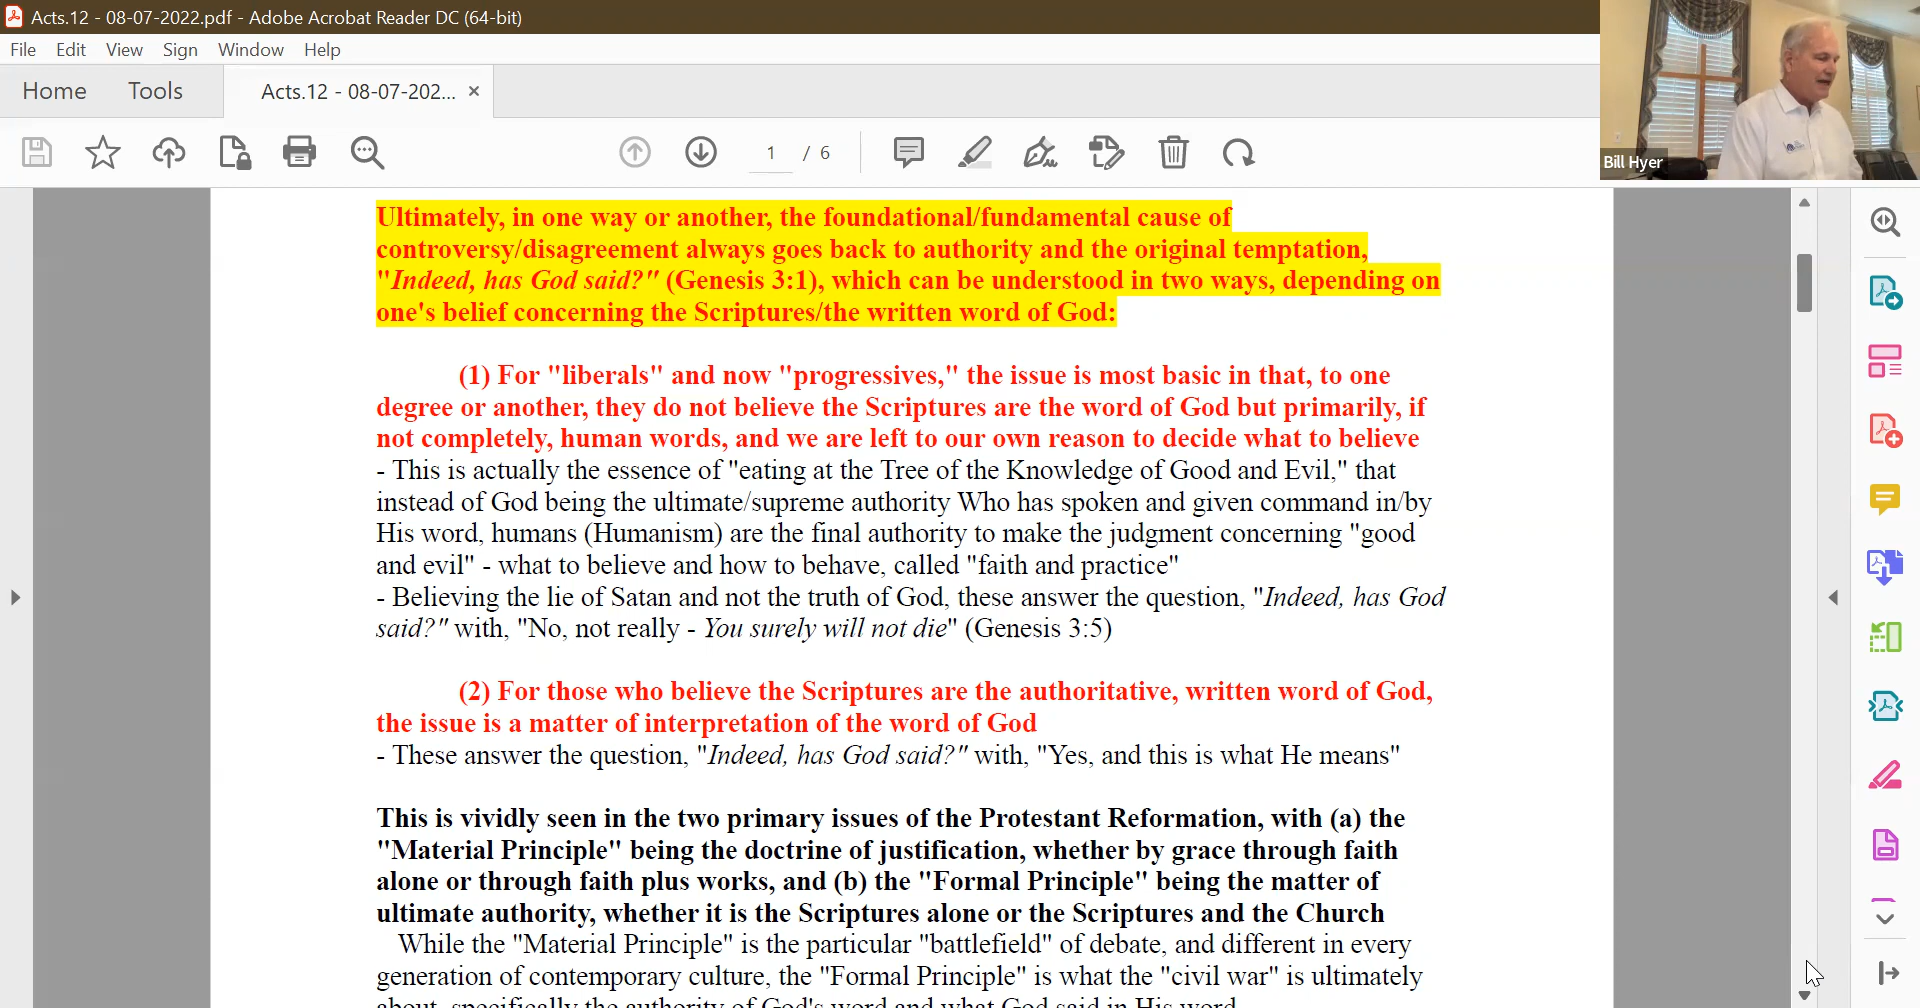 Acts.12 - 08-07-2022.pdf - Adobe Acrobat Reader DC (64-bit)
File Edit View Sign Window Help
Home Tools Acts.12 - 08-07-202... ×
1 / 6
Bill Hyer
Ultimately, in one way or another, the foundational/fundamental cause of
controversy/disagreement always goes back to authority and the original temptation,
"Indeed, has God said?" (Genesis 3:1), which can be understood in two ways, depending on
one's belief concerning the Scriptures/the written word of God:
(1) For "liberals" and now "progressives," the issue is most basic in that, to one
degree or another, they do not believe the Scriptures are the word of God but primarily, if
not completely, human words, and we are left to our own reason to decide what to believe
- This is actually the essence of "eating at the Tree of the Knowledge of Good and Evil," that
instead of God being the ultimate/supreme authority Who has spoken and given command in/by
His word, humans (Humanism) are the final authority to make the judgment concerning "good
and evil" - what to believe and how to behave, called "faith and practice"
- Believing the lie of Satan and not the truth of God, these answer the question, "Indeed, has God
said?" with, "No, not really - You surely will not die" (Genesis 3:5)
(2) For those who believe the Scriptures are the authoritative, written word of God,
the issue is a matter of interpretation of the word of God
- These answer the question, "Indeed, has God said?" with, "Yes, and this is what He means"
This is vividly seen in the two primary issues of the Protestant Reformation, with (a) the
"Material Principle" being the doctrine of justification, whether by grace through faith
alone or through faith plus works, and (b) the "Formal Principle" being the matter of
ultimate authority, whether it is the Scriptures alone or the Scriptures and the Church
While the "Material Principle" is the particular "battlefield" of debate, and different in every
generation of contemporary culture, the "Formal Principle" is what the "civil war" is ultimately
about, specifically the authority of God's word and what God said in His word